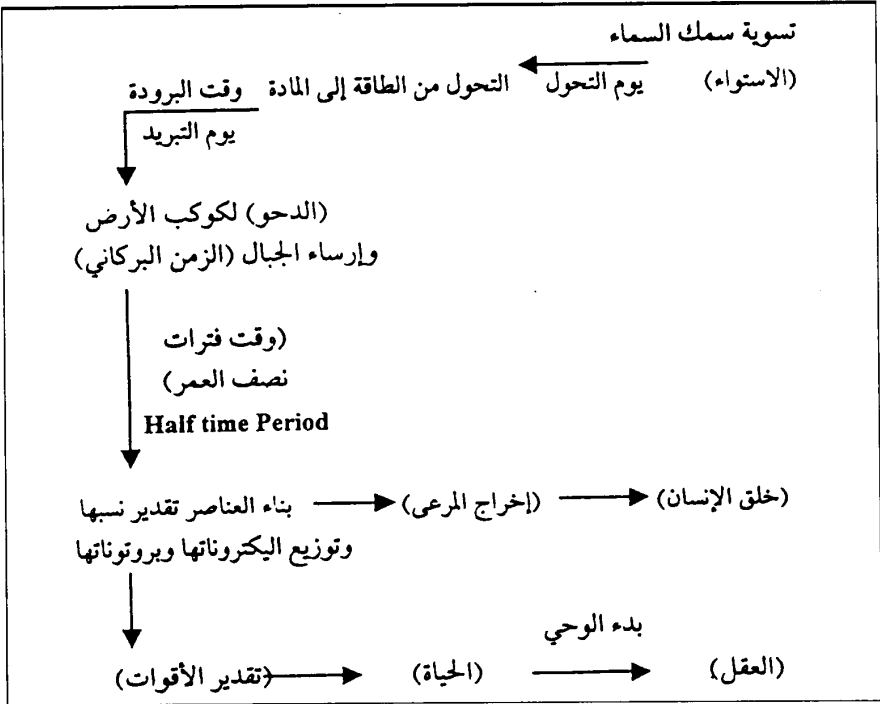 تسوية سمك السماء
(الاستواء) يوم التحول التحول من الطاقة إلى المادة وقت البرودة
يوم التبريد
(الدحو) لكوكب الأرض
وإرساء الجبال (الزمن البركاني)
(وقت فترات
نصف العمر)
Half time Period
بناء العناصر تقدير نسبها (إخراج المرعى) (خلق الإنسان)
وتوزيع اليكتروناتها وبروتوناتها
بدء الوحي
(تقدير الأقوات) (الحياة) (العقل)